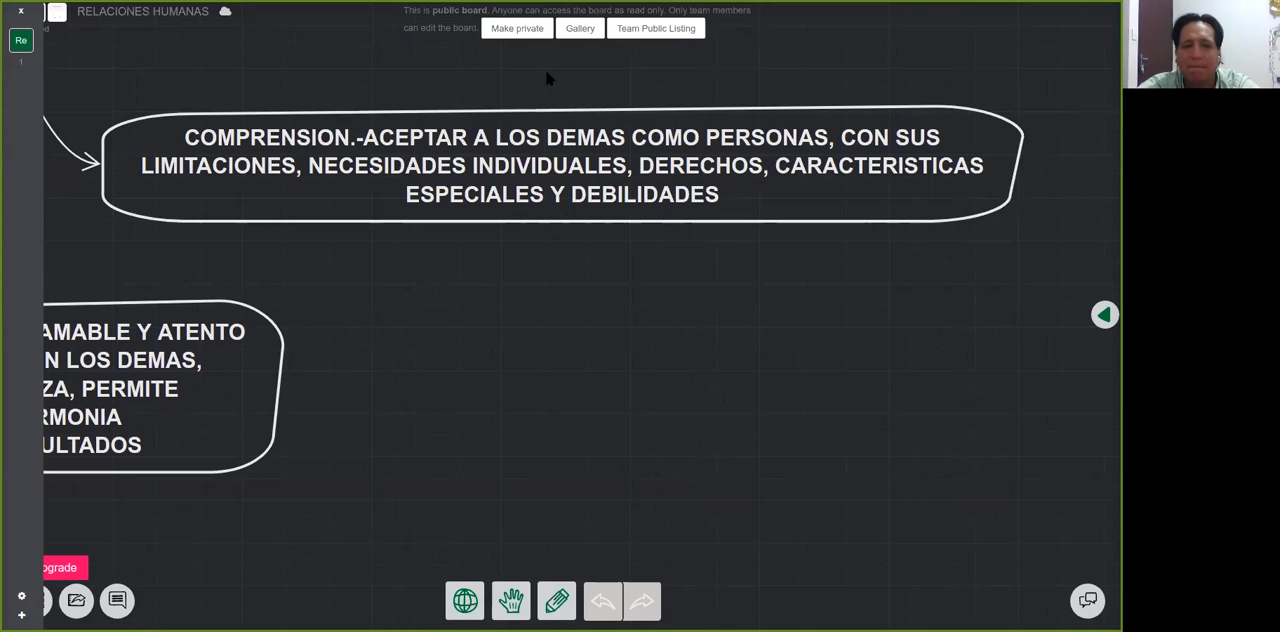 x
RELACIONES HUMANAS
This is public board. Anyone can access the board as read only. Only team members
can edit the board.
Make private
Gallery
Team Public Listing
Re
1
COMPRENSION.-ACEPTAR A LOS DEMAS COMO PERSONAS, CON SUS
LIMITACIONES, NECESIDADES INDIVIDUALES, DERECHOS, CARACTERISTICAS
ESPECIALES Y DEBILIDADES
AMABLE Y ATENTO
N LOS DEMAS,
ZA, PERMITE
RMONIA
ULTADOS
pgrade